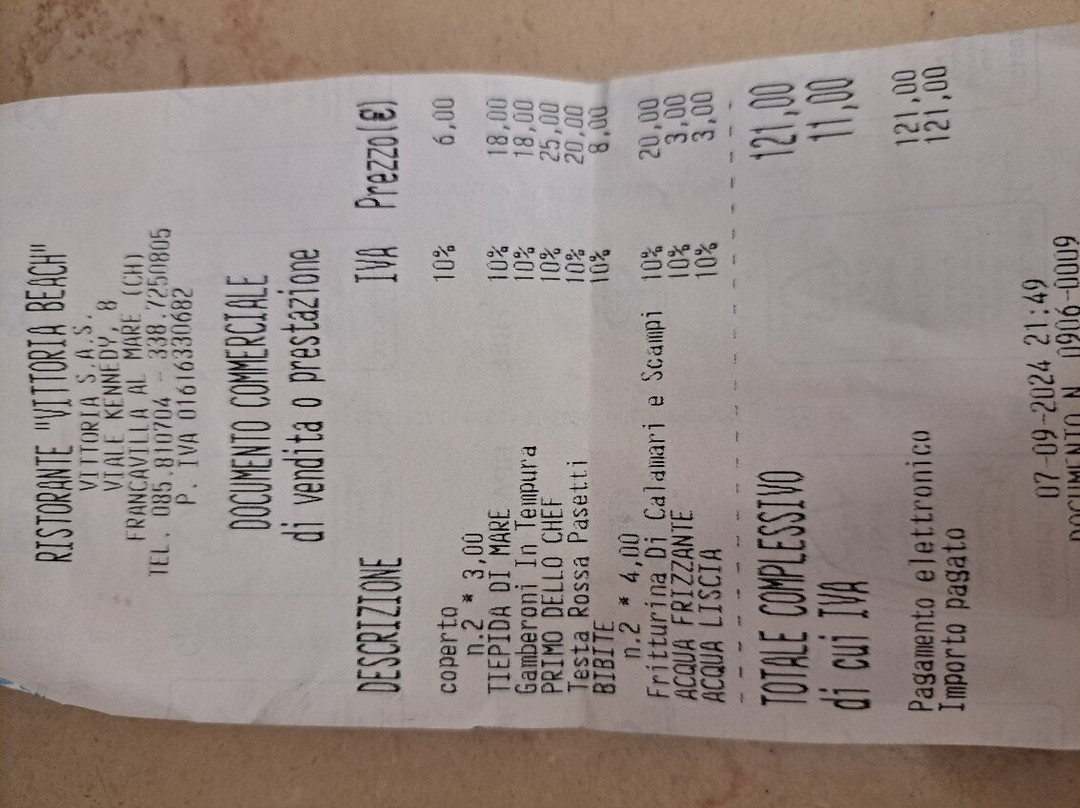 RISTORANTE "VITTORIA BEACH"
VITTORIA S.A.S.
VIALE KENNEDY, 8
FRANCAVILLA AL MARE (CH)
TEL. 085.810704 - 338.7250805
P. IVA 01616330682
DOCUMENTO COMMERCIALE
di vendita o prestazione
DESCRIZIONE IVA Prezzo(€)
coperto 10% 6,00
n.2 * 3,00
TIEPIDA DI MARE 10% 18,00
Gamberoni In Tempura 10% 18,00
PRIMO DELLO CHEF 10% 25,00
Testa Rossa Pasetti 10% 20,00
BIBITE 10% 8,00
n.2 * 4,00
Fritturina Di Calamari e Scampi 10% 20,00
ACQUA FRIZZANTE 10% 3,00
ACQUA LISCIA 10% 3,00
TOTALE COMPLESSIVO 121,00
di cui IVA 11,00
Pagamento elettronico 121,00
Importo pagato 121,00
07-09-2024 21:49
DOCUMENTO N. 0906-0009